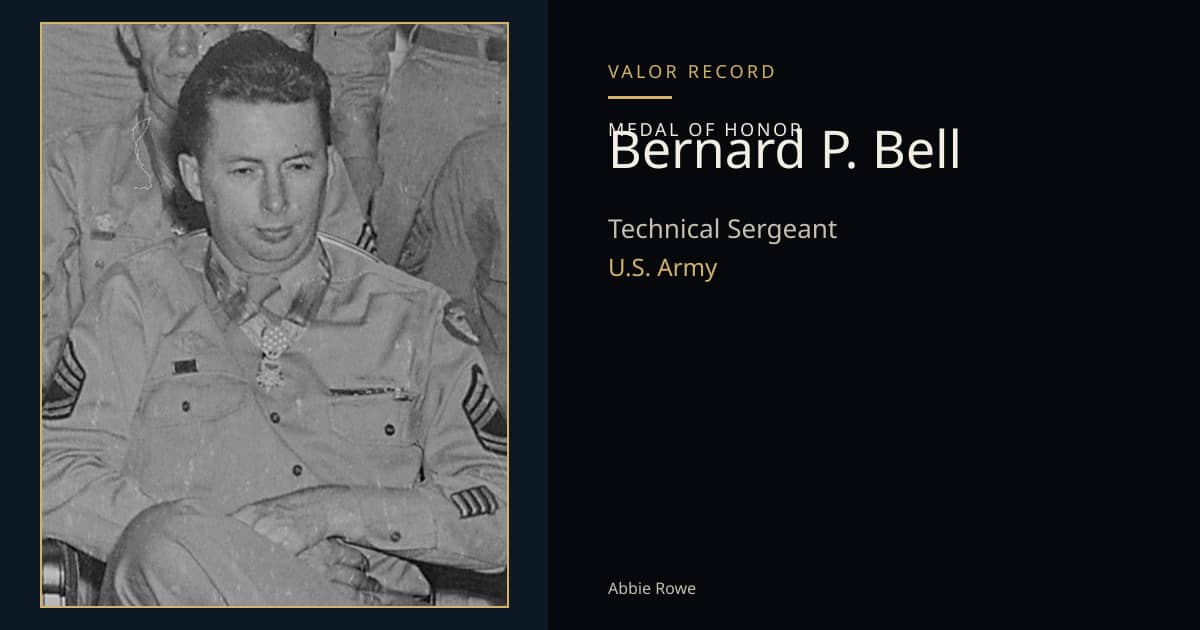 VALOR RECORD
MEDAL OF HONOR
Bernard P. Bell
Technical Sergeant
U.S. Army
Abbie Rowe